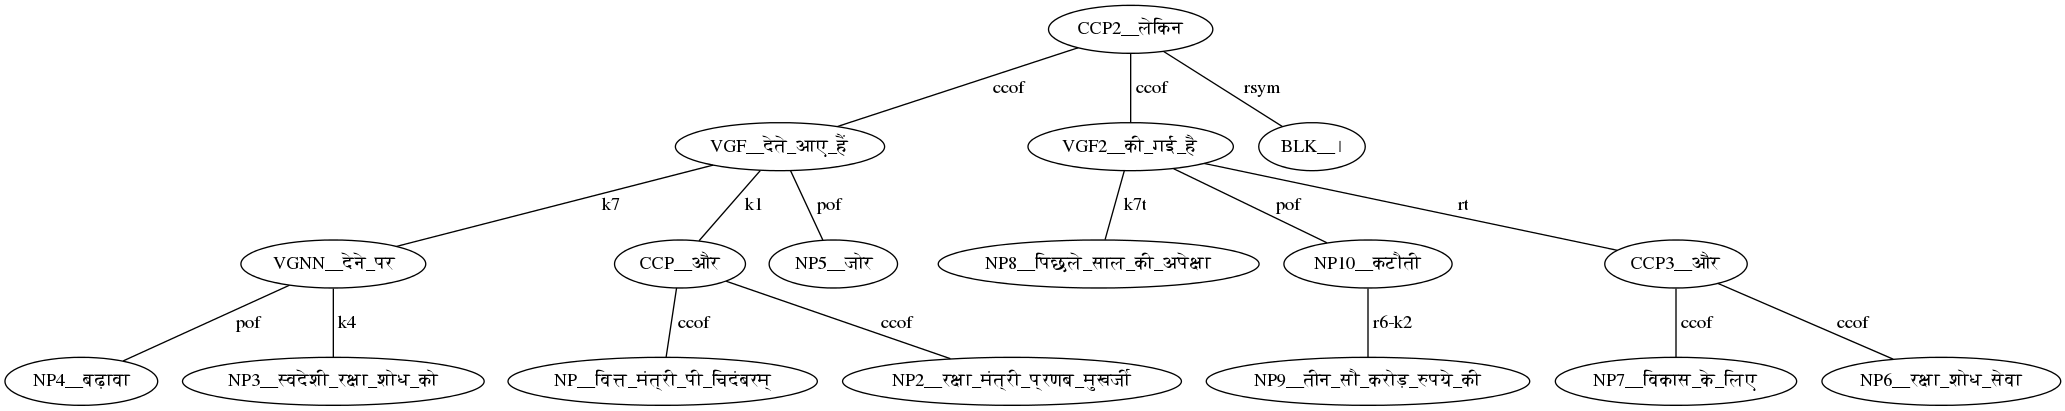 CCP2__लेकिन
ccof ccof rsym
VGF__देते_आए_हैं VGF2__की_गई_है BLK__।
k7 k1 pof k7t pof rt
VGNN__देने_पर CCP__और NP5__जोर NP8__पिछले_साल_की_अपेक्षा NP10__कटौती CCP3__और
pof k4 ccof ccof r6-k2 ccof ccof
NP4__बढ़ावा NP3__स्वदेशी_रक्षा_शोध_को NP__वित्त_मंत्री_पी_चिदंबरम् NP2__रक्षा_मंत्री_प्रणब_मुखर्जी NP9__तीन_सौ_करोड़_रुपये_की NP7__विकास_के_लिए NP6__रक्षा_शोध_सेवा